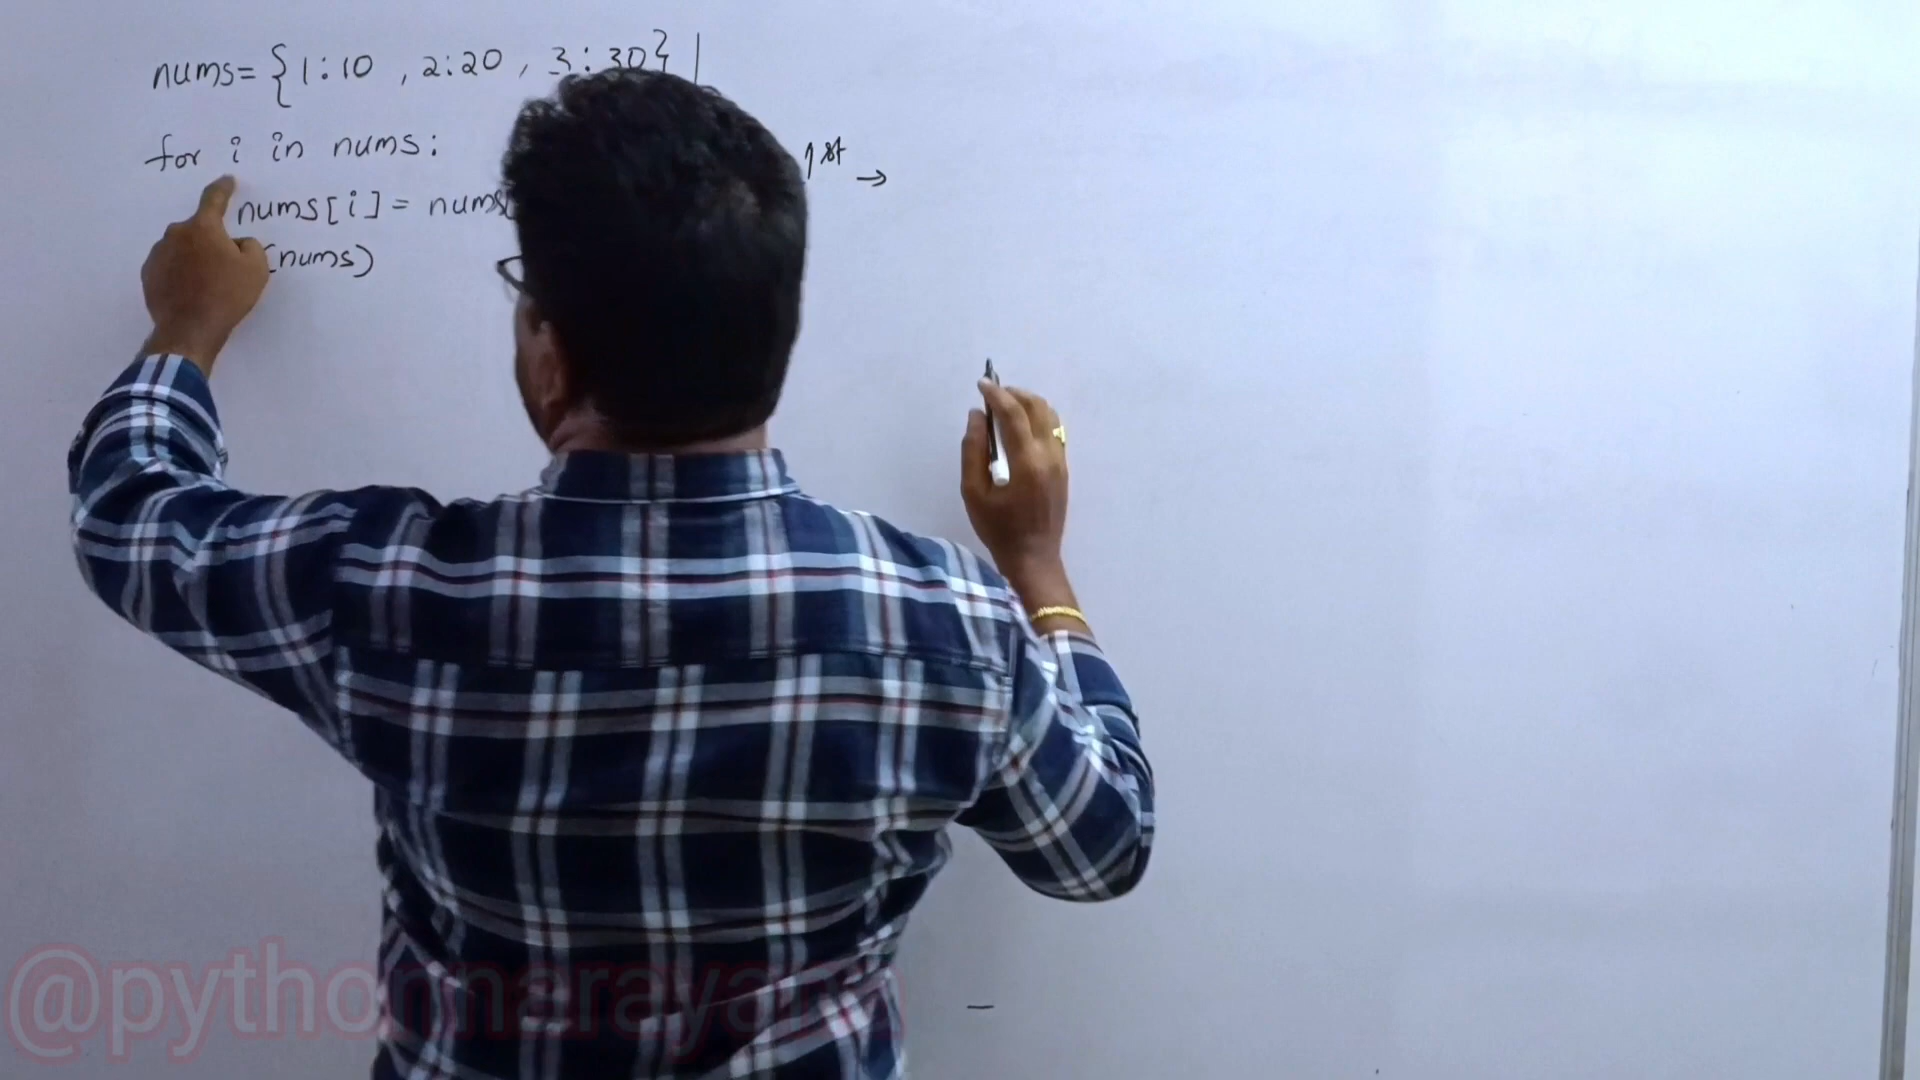 nums= {1:10 , 2:20 , 3:30} |
for i in nums:
1st →
nums[i] = nums[
(nums)
@pythonnarayana